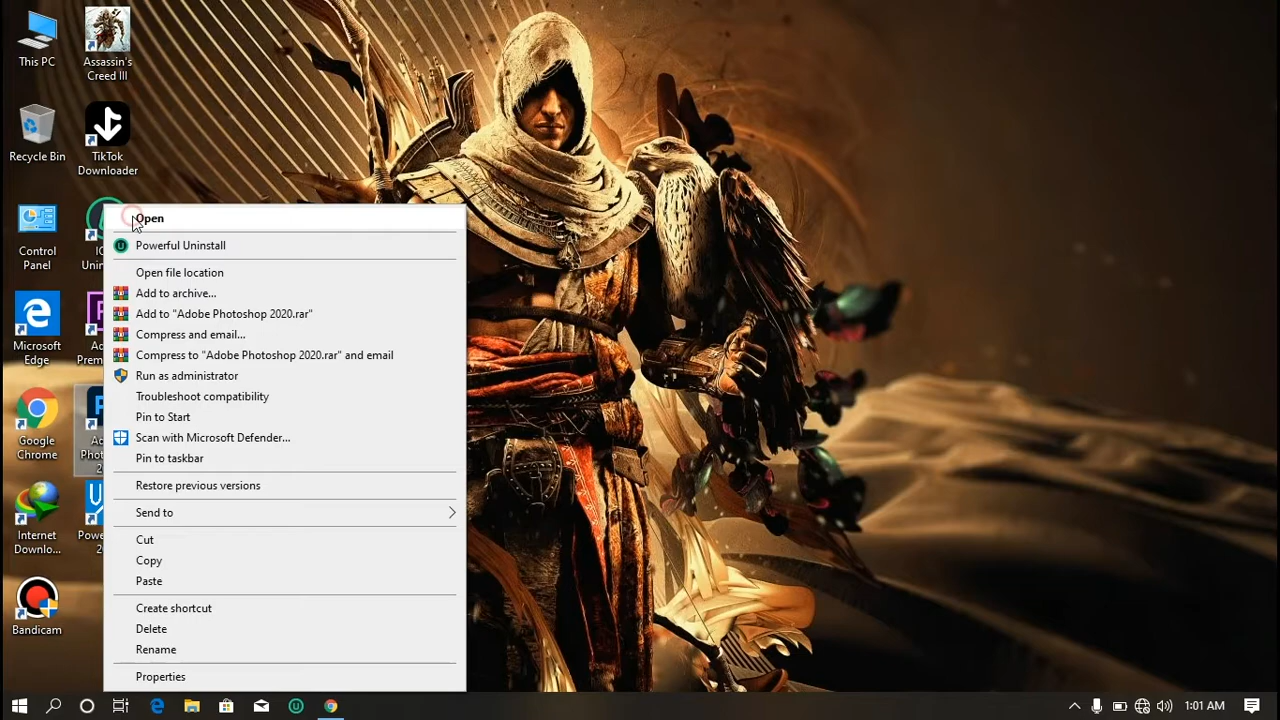 This PC
Assassin's
Creed III
Recycle Bin
TikTok
Downloader
Control
Panel
Microsoft
Edge
Google
Chrome
Internet
Downlo...
Bandicam
Open
Powerful Uninstall
Open file location
Add to archive...
Add to "Adobe Photoshop 2020.rar"
Compress and email...
Compress to "Adobe Photoshop 2020.rar" and email
Run as administrator
Troubleshoot compatibility
Pin to Start
Scan with Microsoft Defender...
Pin to taskbar
Restore previous versions
Send to
Cut
Copy
Paste
Create shortcut
Delete
Rename
Properties
1:01 AM